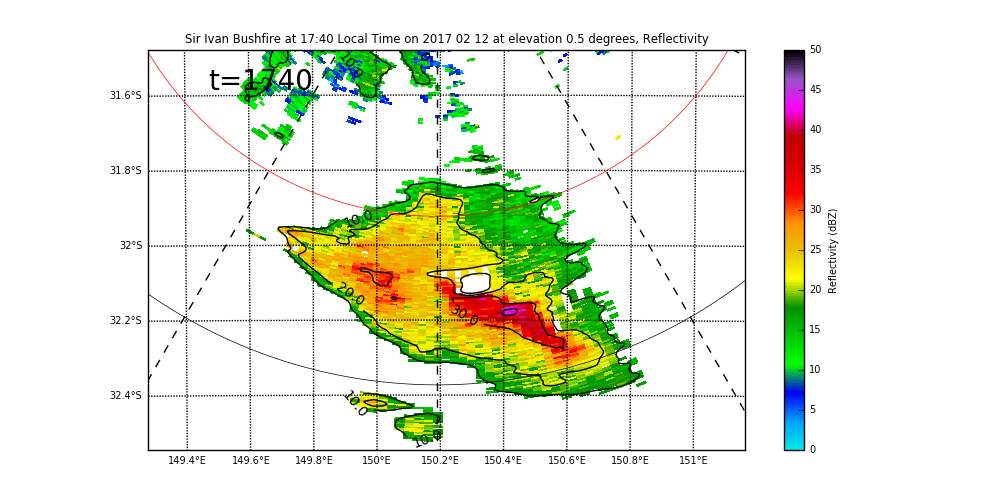 Sir Ivan Bushfire at 17:40 Local Time on 2017 02 12 at elevation 0.5 degrees, Reflectivity
t=1740
10.0
31.6°S
31.8°S
32°S
32.2°S
32.4°S
10.0
20.0
30.0
10.0
10.0
149.4°E 149.6°E 149.8°E 150°E 150.2°E 150.4°E 150.6°E 150.8°E 151°E
50
45
40
35
30
25
20
15
10
5
0
Reflectivity (dBZ)